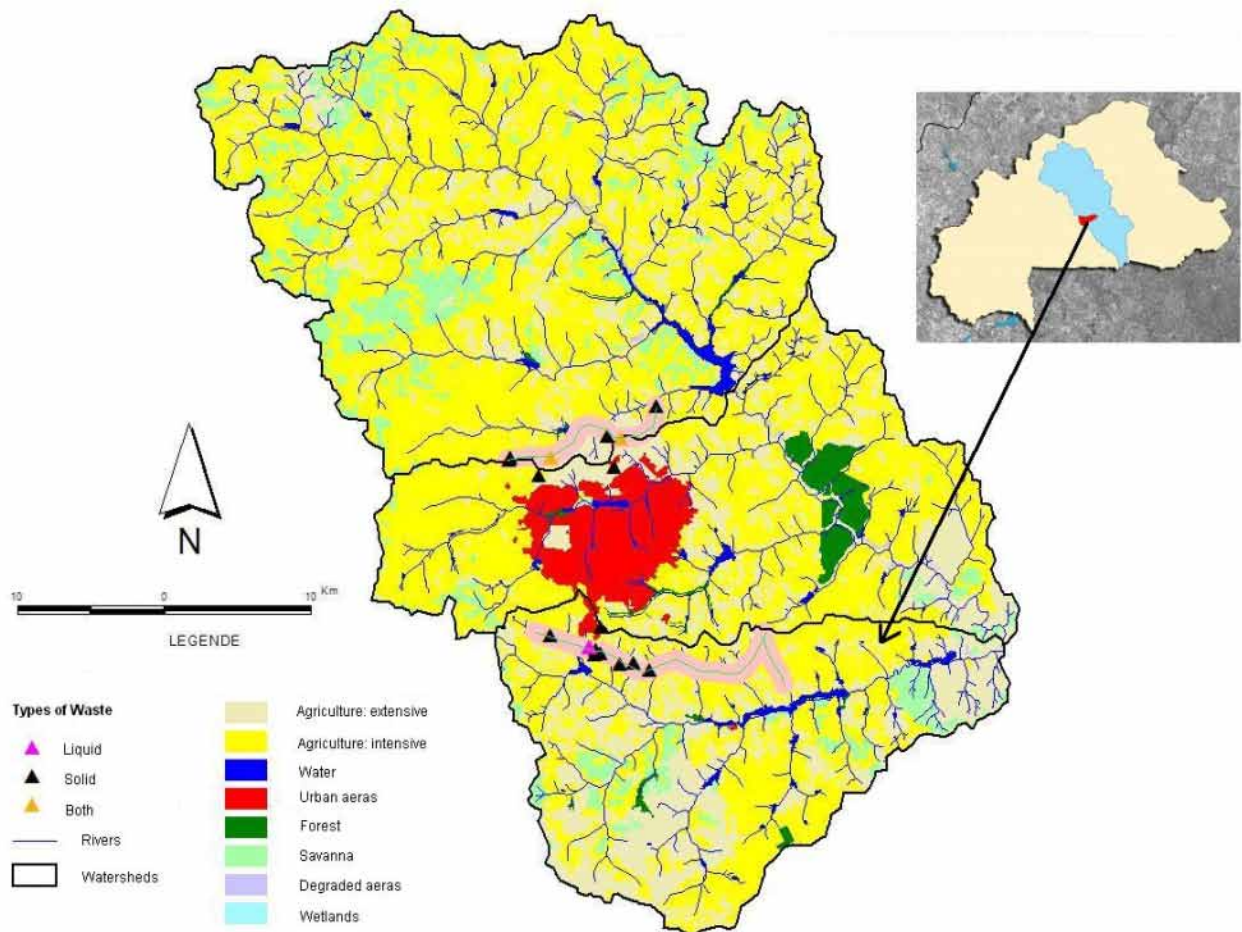 N
10 0 10 Km
LEGENDE
Types of Waste
Liquid
Solid
Both
Rivers
Watersheds
Agriculture: extensive
Agriculture: intensive
Water
Urban aeras
Forest
Savanna
Degraded aeras
Wetlands